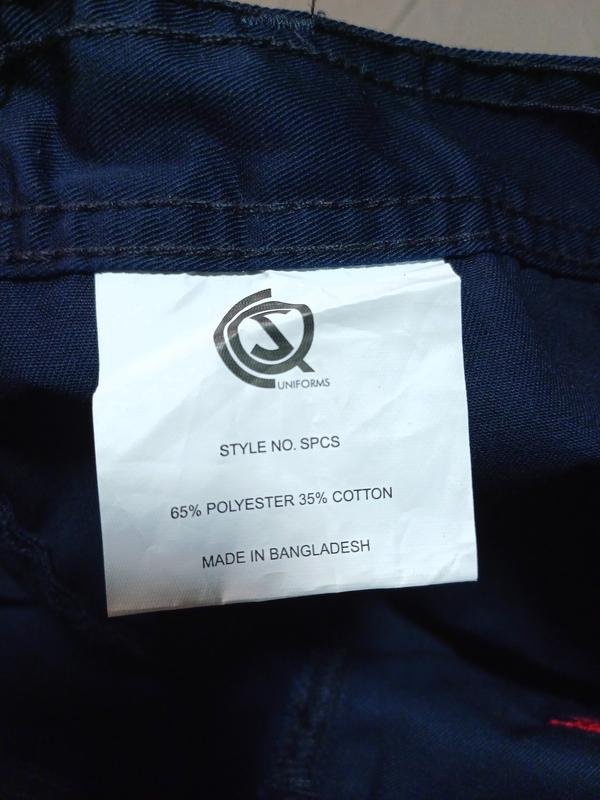 UNIFORMS
STYLE NO. SPCS
65% POLYESTER 35% COTTON
MADE IN BANGLADESH